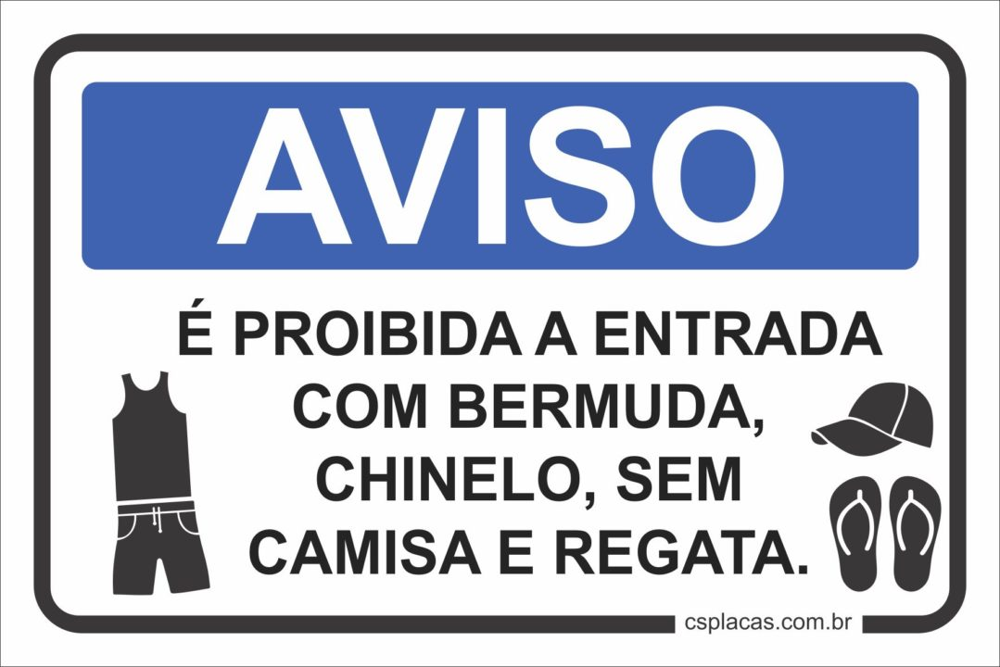 AVISO
É PROIBIDA A ENTRADA
COM BERMUDA,
CHINELO, SEM
CAMISA E REGATA.
csplacas.com.br